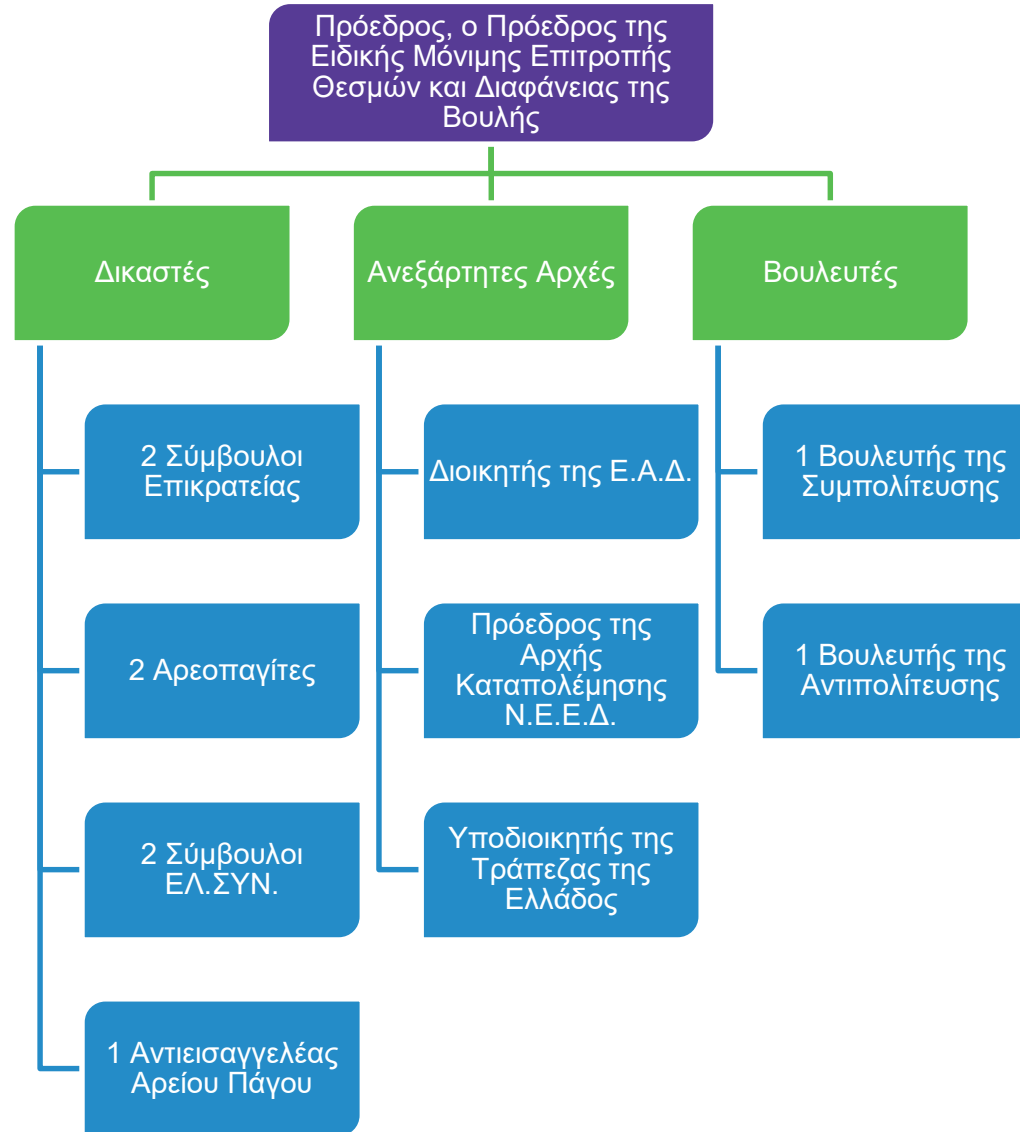 Πρόεδρος, ο Πρόεδρος της
Ειδικής Μόνιμης Επιτροπής
Θεσμών και Διαφάνειας της
Βουλής
Δικαστές
2 Σύμβουλοι
Επικρατείας
2 Αρεοπαγίτες
2 Σύμβουλοι
ΕΛ.ΣΥΝ.
1 Αντιεισαγγελέας
Αρείου Πάγου
Ανεξάρτητες Αρχές
Διοικητής της Ε.Α.Δ.
Πρόεδρος της
Αρχής
Καταπολέμησης
Ν.Ε.Ε.Δ.
Υποδιοικητής της
Τράπεζας της
Ελλάδος
Βουλευτές
1 Βουλευτής της
Συμπολίτευσης
1 Βουλευτής της
Αντιπολίτευσης